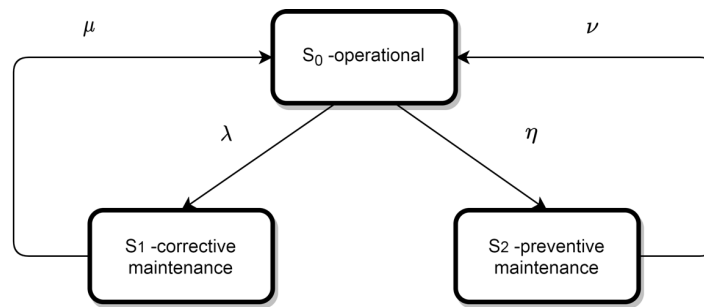 μ
ν
S₀ -operational
λ
η
S1 -corrective
maintenance
S2 -preventive
maintenance